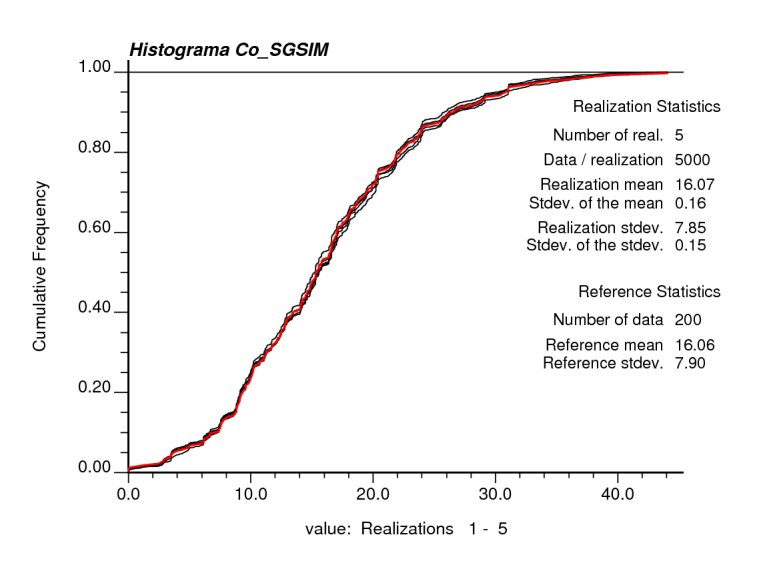 Histograma Co_SGSIM
1.00
0.80
0.60
0.40
0.20
0.00
Cumulative Frequency
0.0 10.0 20.0 30.0 40.0
value: Realizations 1 - 5
Realization Statistics
Number of real. 5
Data / realization 5000
Realization mean 16.07
Stdev. of the mean 0.16
Realization stdev. 7.85
Stdev. of the stdev. 0.15
Reference Statistics
Number of data 200
Reference mean 16.06
Reference stdev. 7.90